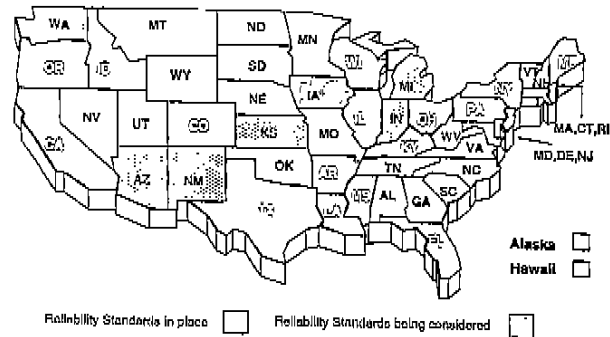 WA
MT
ND
MN
OR
ID
SD
WI
MI
NY
VT
NH
ME
WY
IA*
NE
PA
NV
UT
CO
IL
IN
OH
MA,CT,RI
CA
KS
MO
KY
WV
VA
MD,DE,NJ
AZ
NM
OK
AR
TN
NC
SC
MS
AL
GA
LA
FL
Alaska
Hawaii
Reliability Standards in place
Reliability Standards being considered